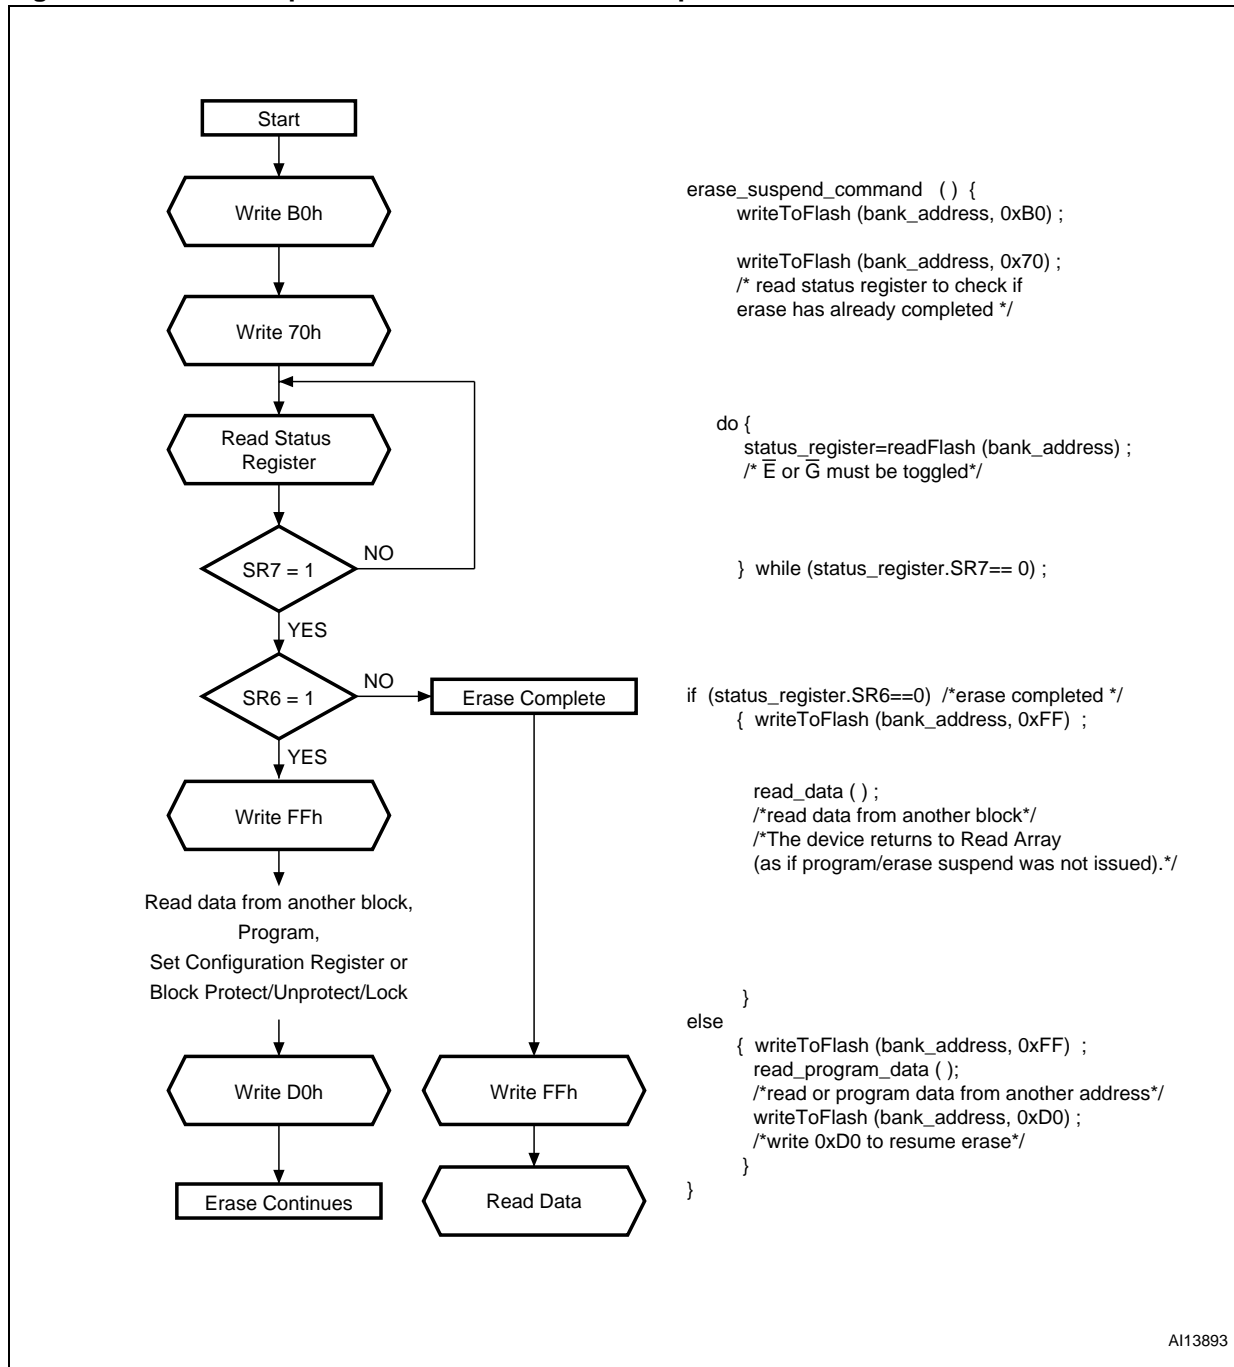 Start
Write B0h
Write 70h
Read Status
Register
SR7 = 1
NO
YES
SR6 = 1
NO
Erase Complete
YES
Write FFh
Read data from another block,
Program,
Set Configuration Register or
Block Protect/Unprotect/Lock
Write D0h
Write FFh
Erase Continues
Read Data
erase_suspend_command ( ) {
writeToFlash (bank_address, 0xB0) ;
writeToFlash (bank_address, 0x70) ;
/* read status register to check if
erase has already completed */
do {
status_register=readFlash (bank_address) ;
/* E̅ or G̅ must be toggled*/
} while (status_register.SR7== 0) ;
if (status_register.SR6==0) /*erase completed */
{ writeToFlash (bank_address, 0xFF) ;
read_data ( ) ;
/*read data from another block*/
/*The device returns to Read Array
(as if program/erase suspend was not issued).*/
}
else
{ writeToFlash (bank_address, 0xFF) ;
read_program_data ( );
/*read or program data from another address*/
writeToFlash (bank_address, 0xD0) ;
/*write 0xD0 to resume erase*/
}
}
AI13893